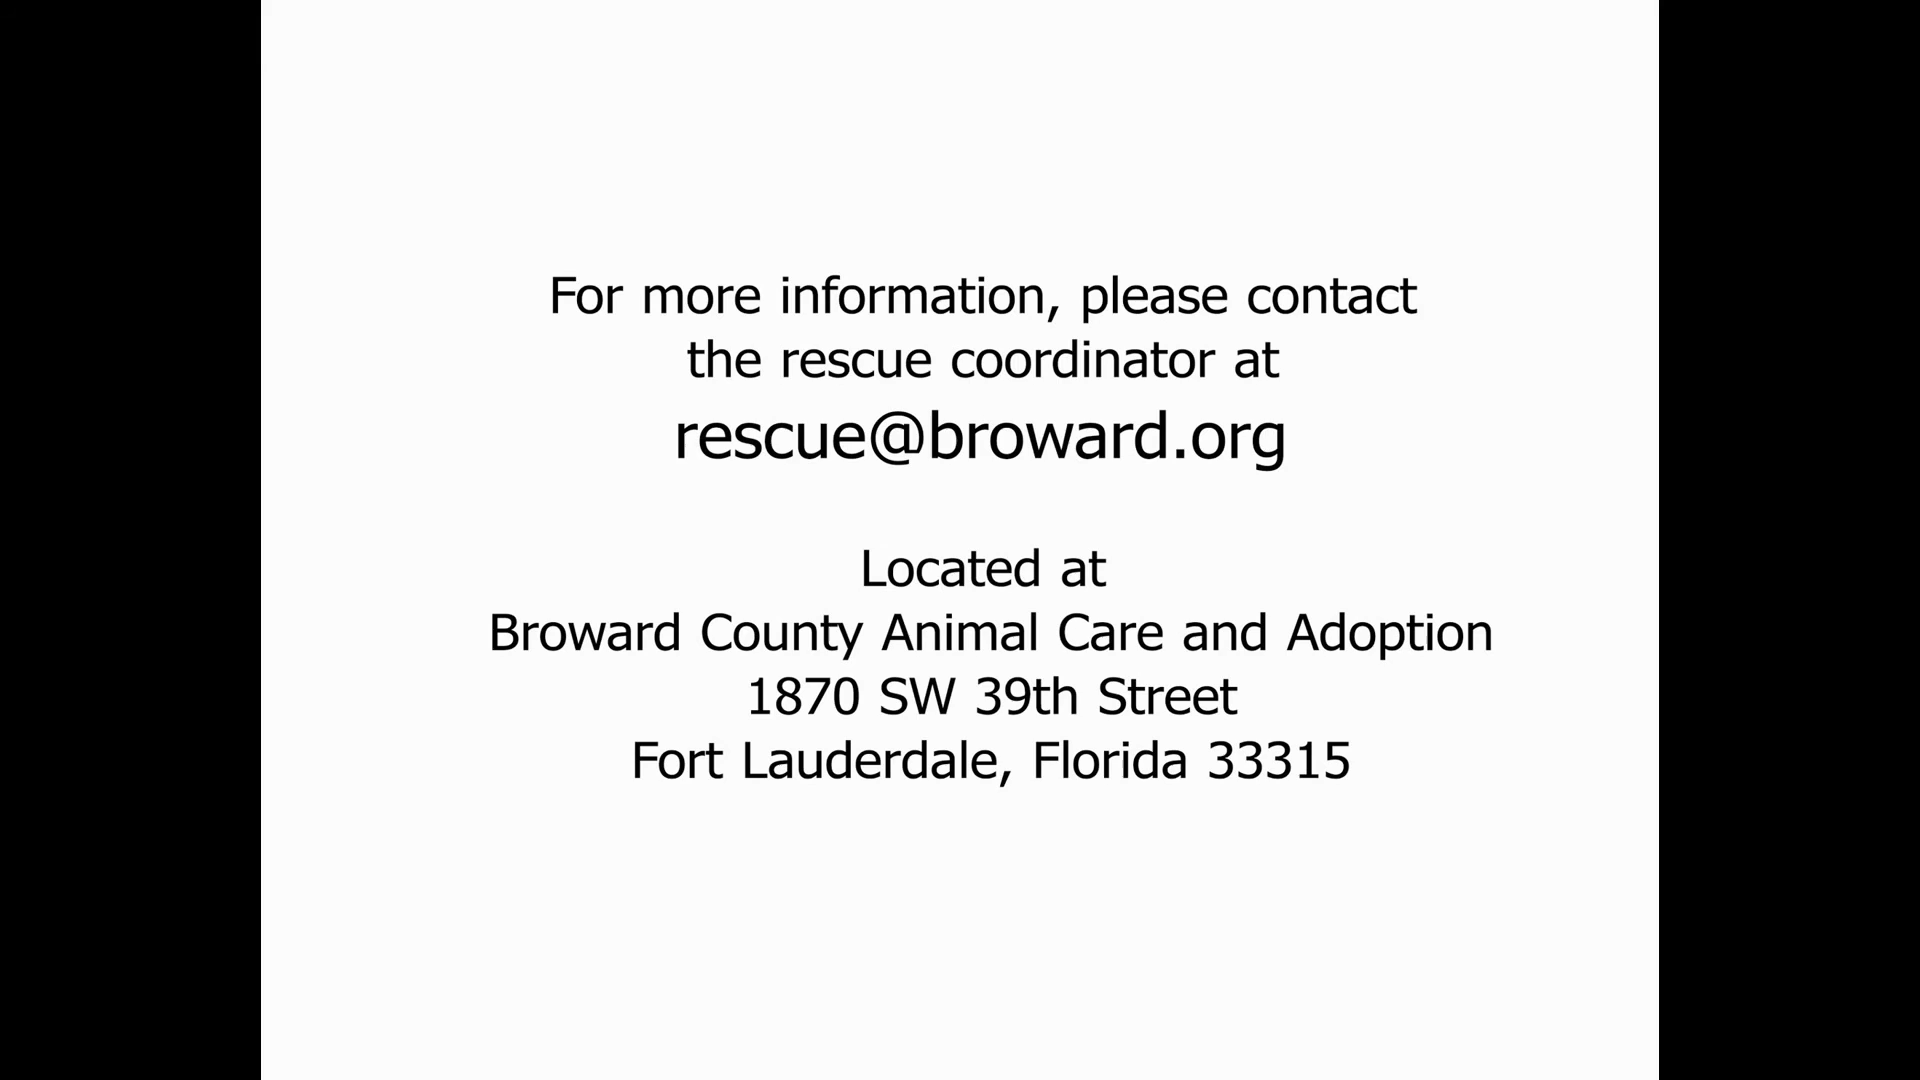 For more information, please contact
the rescue coordinator at
rescue@broward.org
Located at
Broward County Animal Care and Adoption
1870 SW 39th Street
Fort Lauderdale, Florida 33315